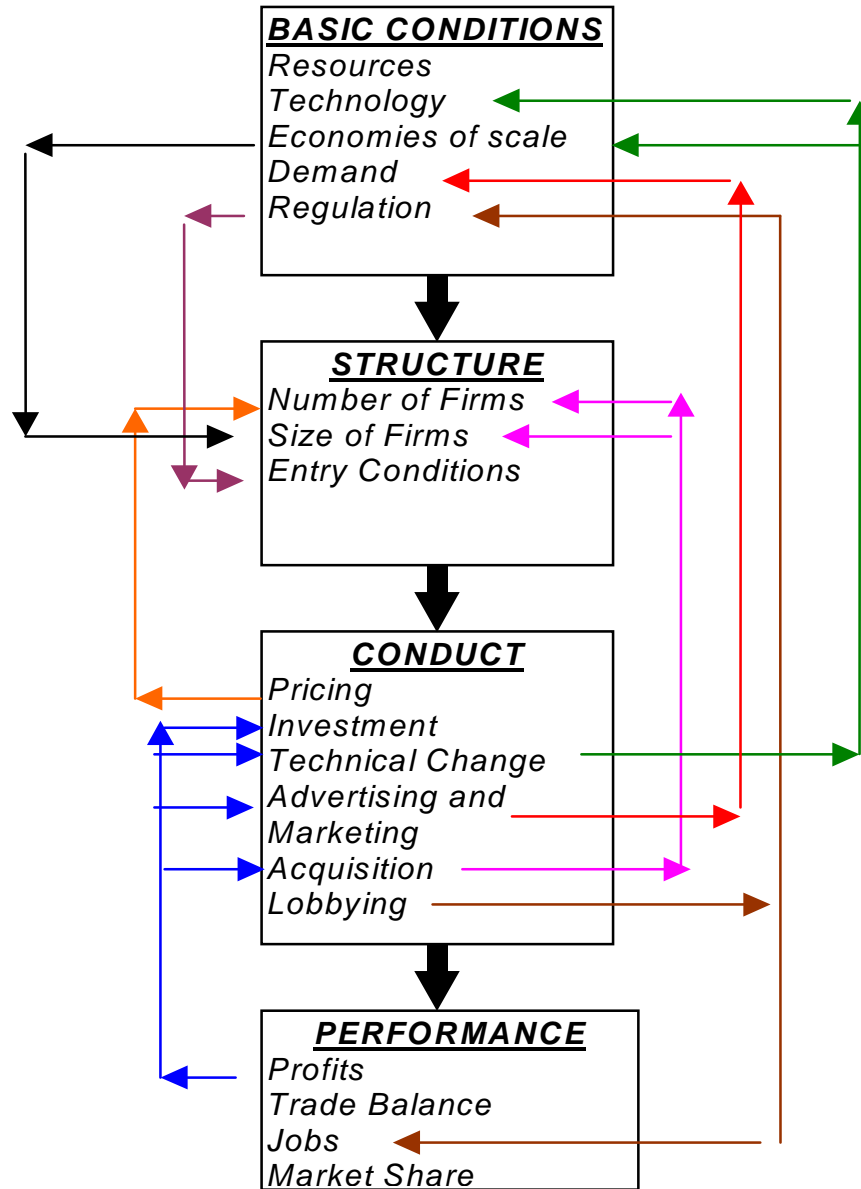 BASIC CONDITIONS
Resources
Technology
Economies of scale
Demand
Regulation
STRUCTURE
Number of Firms
Size of Firms
Entry Conditions
CONDUCT
Pricing
Investment
Technical Change
Advertising and
Marketing
Acquisition
Lobbying
PERFORMANCE
Profits
Trade Balance
Jobs
Market Share